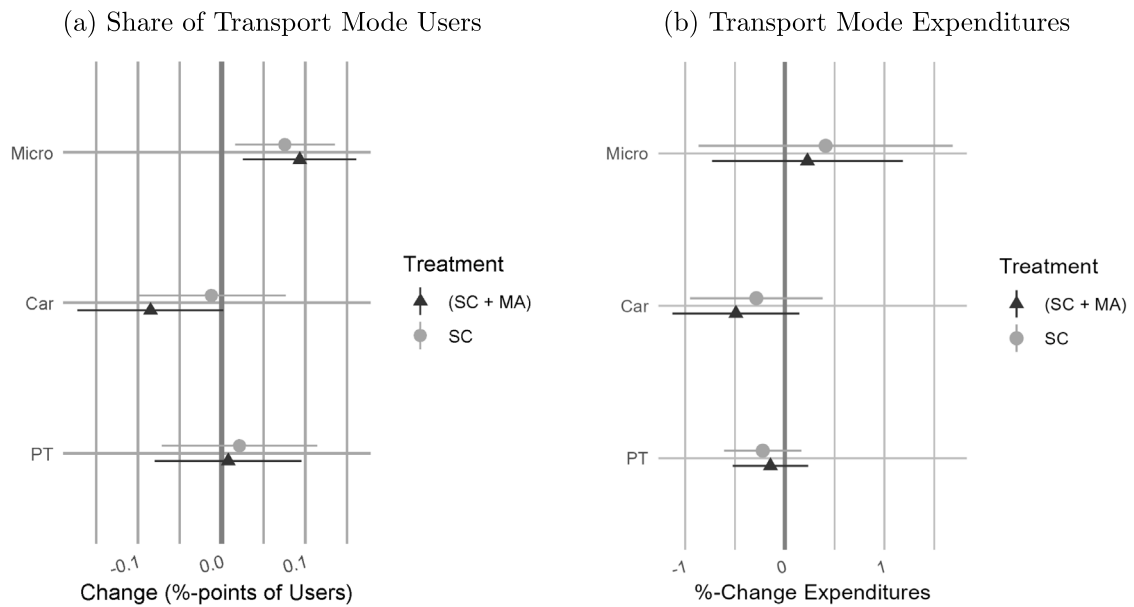 (a) Share of Transport Mode Users
Micro
Car
PT
-0.1
0.0
0.1
Change (%-points of Users)
Treatment
(SC + MA)
SC
(b) Transport Mode Expenditures
Micro
Car
PT
-1
0
1
%-Change Expenditures
Treatment
(SC + MA)
SC